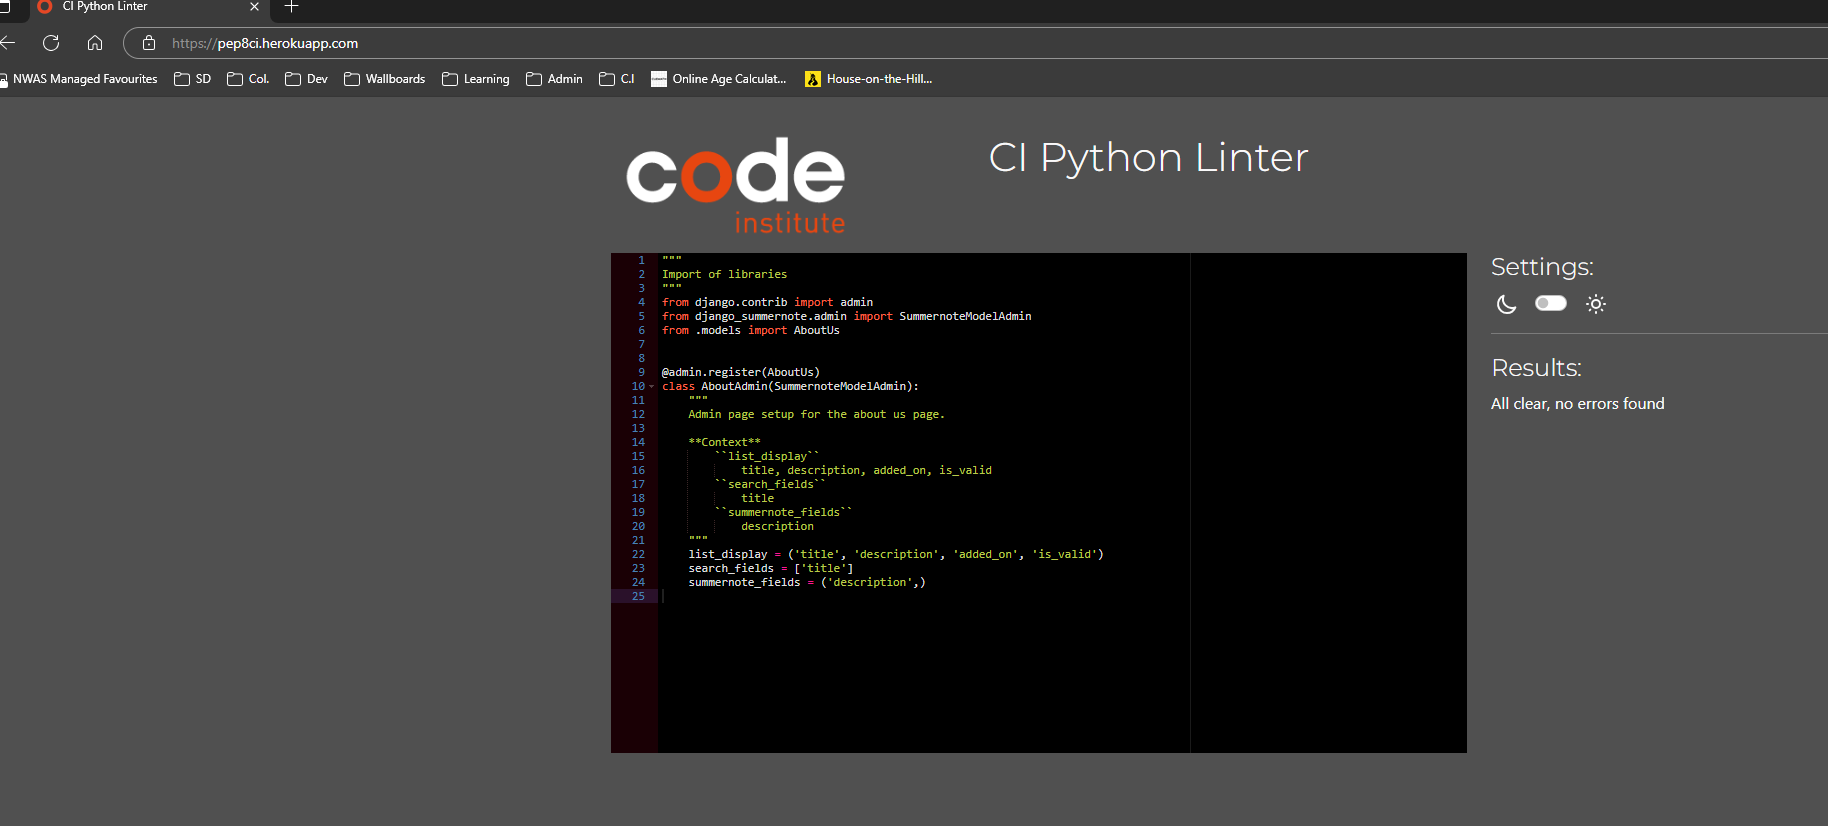 CI Python Linter
https://pep8ci.herokuapp.com
NWAS Managed Favourites SD Col. Dev Wallboards Learning Admin C.I Online Age Calculat... House-on-the-Hill...
code
institute
CI Python Linter
1 """
2 Import of libraries
3 """
4 from django.contrib import admin
5 from django_summernote.admin import SummernoteModelAdmin
6 from .models import AboutUs
7
8
9 @admin.register(AboutUs)
10 class AboutAdmin(SummernoteModelAdmin):
11 """
12 Admin page setup for the about us page.
13
14 **Context**
15 ``list_display``
16 title, description, added_on, is_valid
17 ``search_fields``
18 title
19 ``summernote_fields``
20 description
21 """
22 list_display = ('title', 'description', 'added_on', 'is_valid')
23 search_fields = ['title']
24 summernote_fields = ('description',)
25
Settings:
Results:
All clear, no errors found